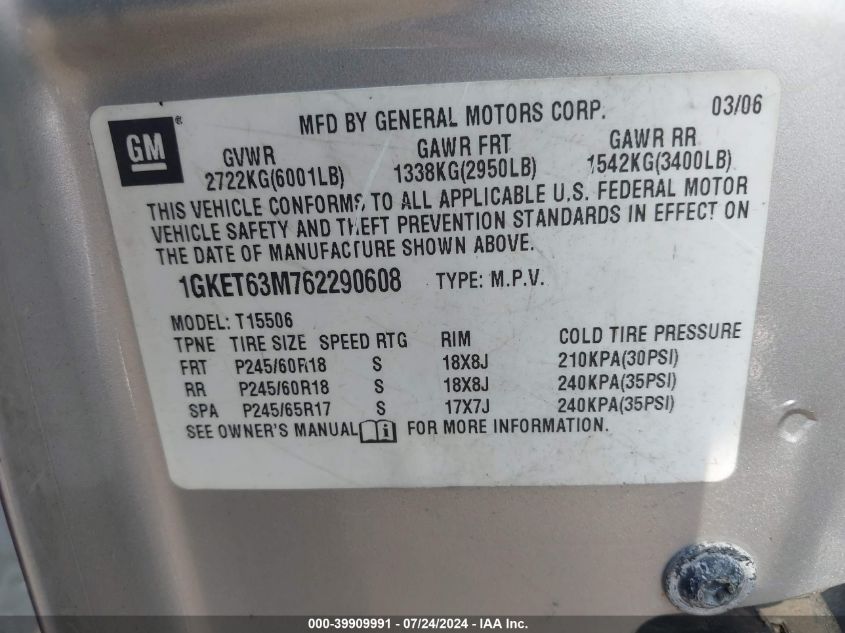 GM®
MFD BY GENERAL MOTORS CORP. 03/06
GVWR GAWR FRT GAWR RR
2722KG(6001LB) 1338KG(2950LB) 1542KG(3400LB)
THIS VEHICLE CONFORMS TO ALL APPLICABLE U.S. FEDERAL MOTOR
VEHICLE SAFETY AND THEFT PREVENTION STANDARDS IN EFFECT ON
THE DATE OF MANUFACTURE SHOWN ABOVE.
1GKET63M762290608 TYPE: M.P.V.
MODEL: T15506
TPNE TIRE SIZE SPEED RTG RIM COLD TIRE PRESSURE
FRT P245/60R18 S 18X8J 210KPA(30PSI)
RR P245/60R18 S 18X8J 240KPA(35PSI)
SPA P245/65R17 S 17X7J 240KPA(35PSI)
SEE OWNER'S MANUAL i FOR MORE INFORMATION.
000-39909991 - 07/24/2024 - IAA Inc.